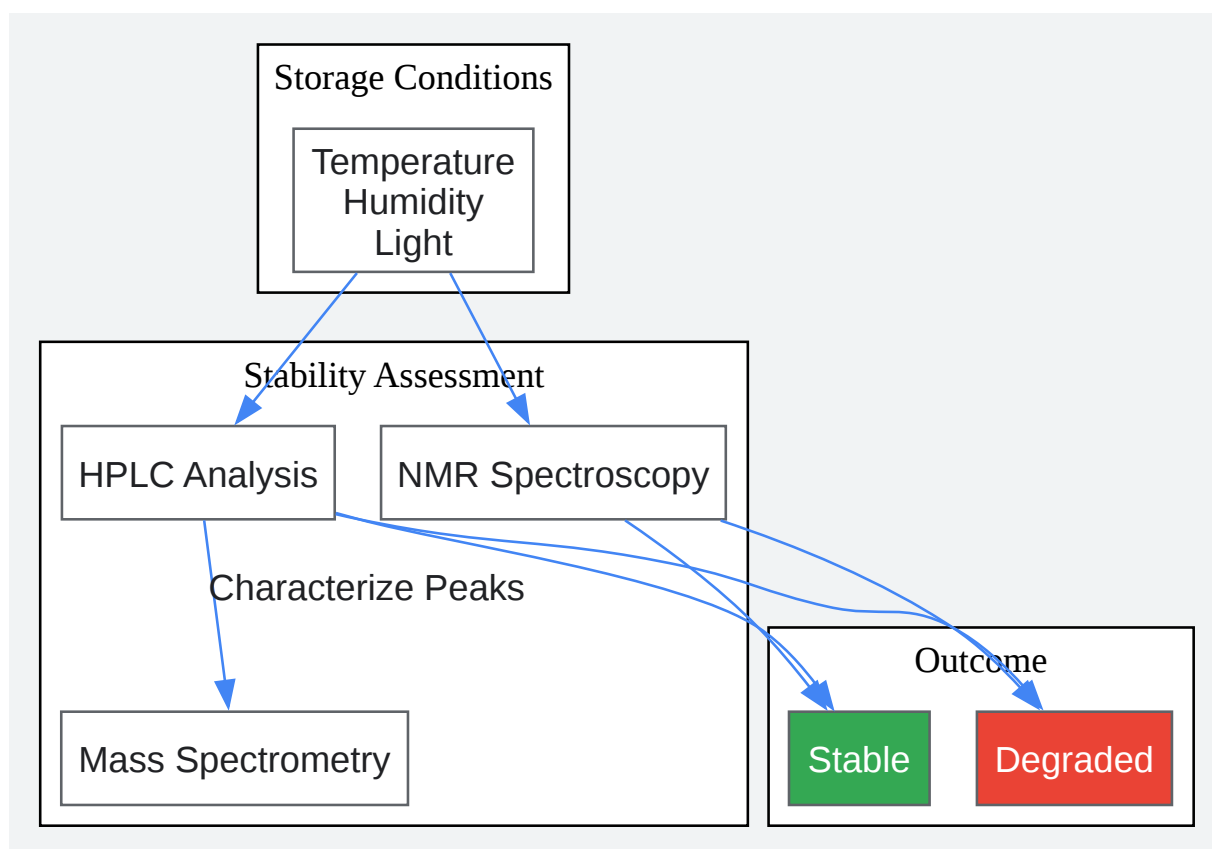 Storage Conditions
Temperature
Humidity
Light
Stability Assessment
HPLC Analysis
NMR Spectroscopy
Characterize Peaks
Mass Spectrometry
Outcome
Stable
Degraded